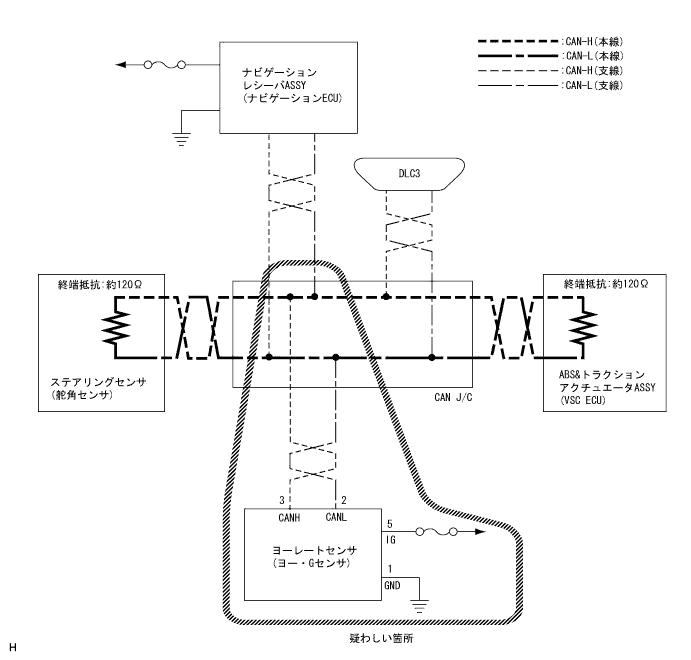 :CAN-H(本線)
:CAN-L(本線)
:CAN-H(支線)
:CAN-L(支線)
ナビゲーション
レシーバASSY
(ナビゲーションECU)
DLC3
終端抵抗:約120Ω
ステアリングセンサ
(舵角センサ)
終端抵抗:約120Ω
ABS&トラクション
アクチュエータASSY
(VSC ECU)
CAN J/C
3
2
CANH
CANL
ヨーレートセンサ
(ヨー・Gセンサ)
5
IG
1
GND
疑わしい箇所
H